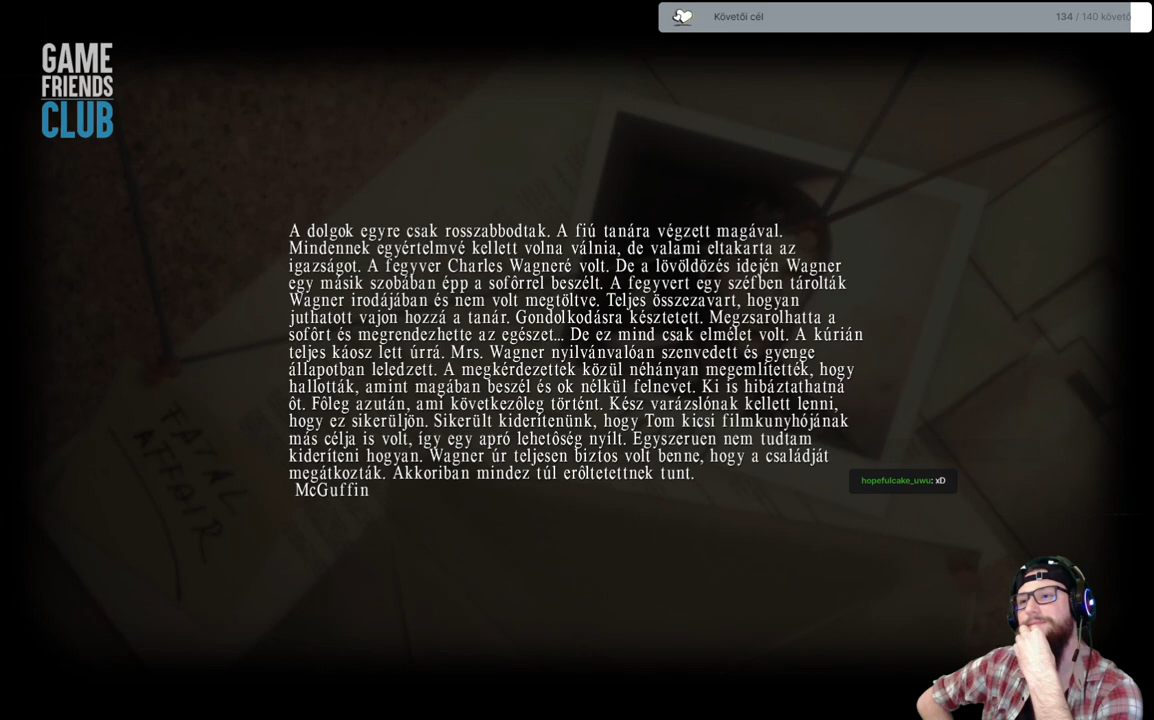 Követői cél
134 / 140 követő
GAME
FRIENDS
CLUB
A dolgok egyre csak rosszabbodtak. A fiú tanára végzett magával.
Mindennek egyértelmvé kellett volna válnia, de valami eltakarta az
igazságot. A fegyver Charles Wagneré volt. De a lövöldözés idején Wagner
egy másik szobában épp a sofôrrel beszélt. A fegyvert egy széfben tárolták
Wagner irodájában és nem volt megtöltve. Teljes összezavart, hogyan
juthatott vajon hozzá a tanár. Gondolkodásra késztetett. Megzsarolhatta a
sofôrt és megrendezhette az egészet... De ez mind csak elmélet volt. A kúrián
teljes káosz lett úrrá. Mrs. Wagner nyilvánvalóan szenvedett és gyenge
állapotban leledzett. A megkérdezettek közül néhányan megemlítették, hogy
hallották, amint magában beszél és ok nélkül felnevet. Ki is hibáztathatná
ôt. Fôleg azután, ami következôleg történt. Kész varázslónak kellett lenni,
hogy ez sikerüljön. Sikerült kiderítenünk, hogy Tom kicsi filmkunyhójának
más célja is volt, így egy apró lehetôség nyílt. Egyszeruen nem tudtam
kideríteni hogyan. Wagner úr teljesen biztos volt benne, hogy a családját
megátkozták. Akkoriban mindez túl erôltetettnek tunt.
McGuffin
hopefulcake_uwu: xD
FATAL
AFFAIR